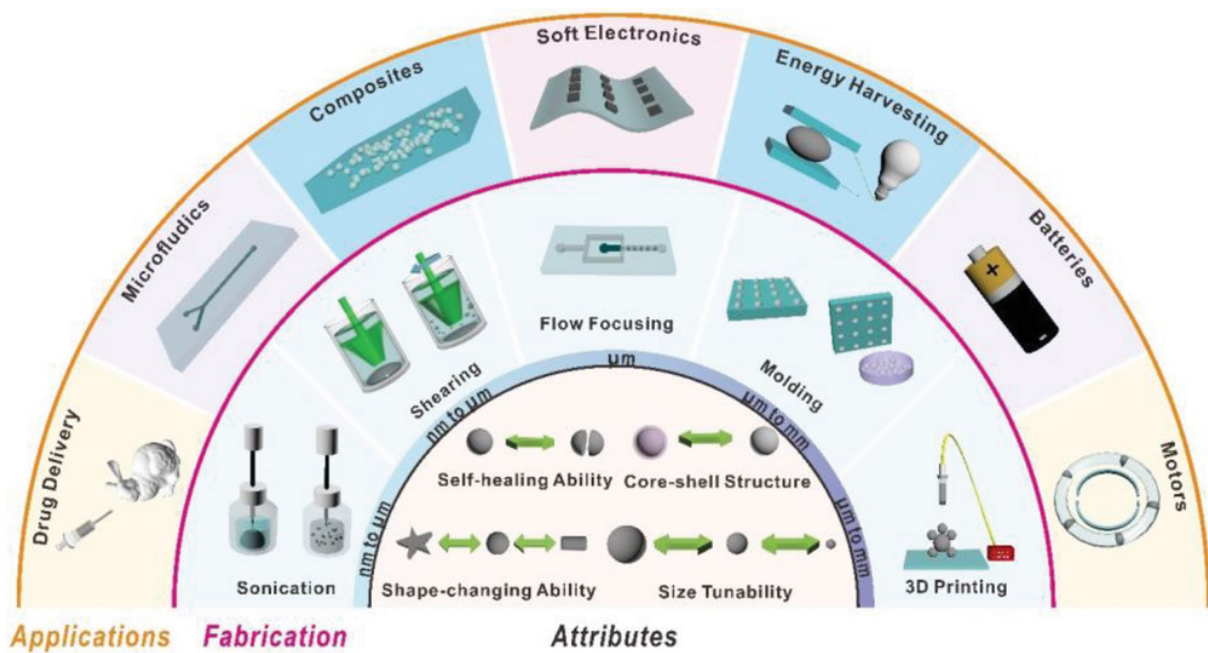 Soft Electronics
Composites
Energy Harvesting
Microfludics
Batteries
Drug Delivery
Motors
Flow Focusing
Shearing
Molding
Sonication
3D Printing
nm to μm
nm to μm
μm
μm to mm
μm to mm
Self-healing Ability
Core-shell Structure
Shape-changing Ability
Size Tunability
+
Applications
Fabrication
Attributes